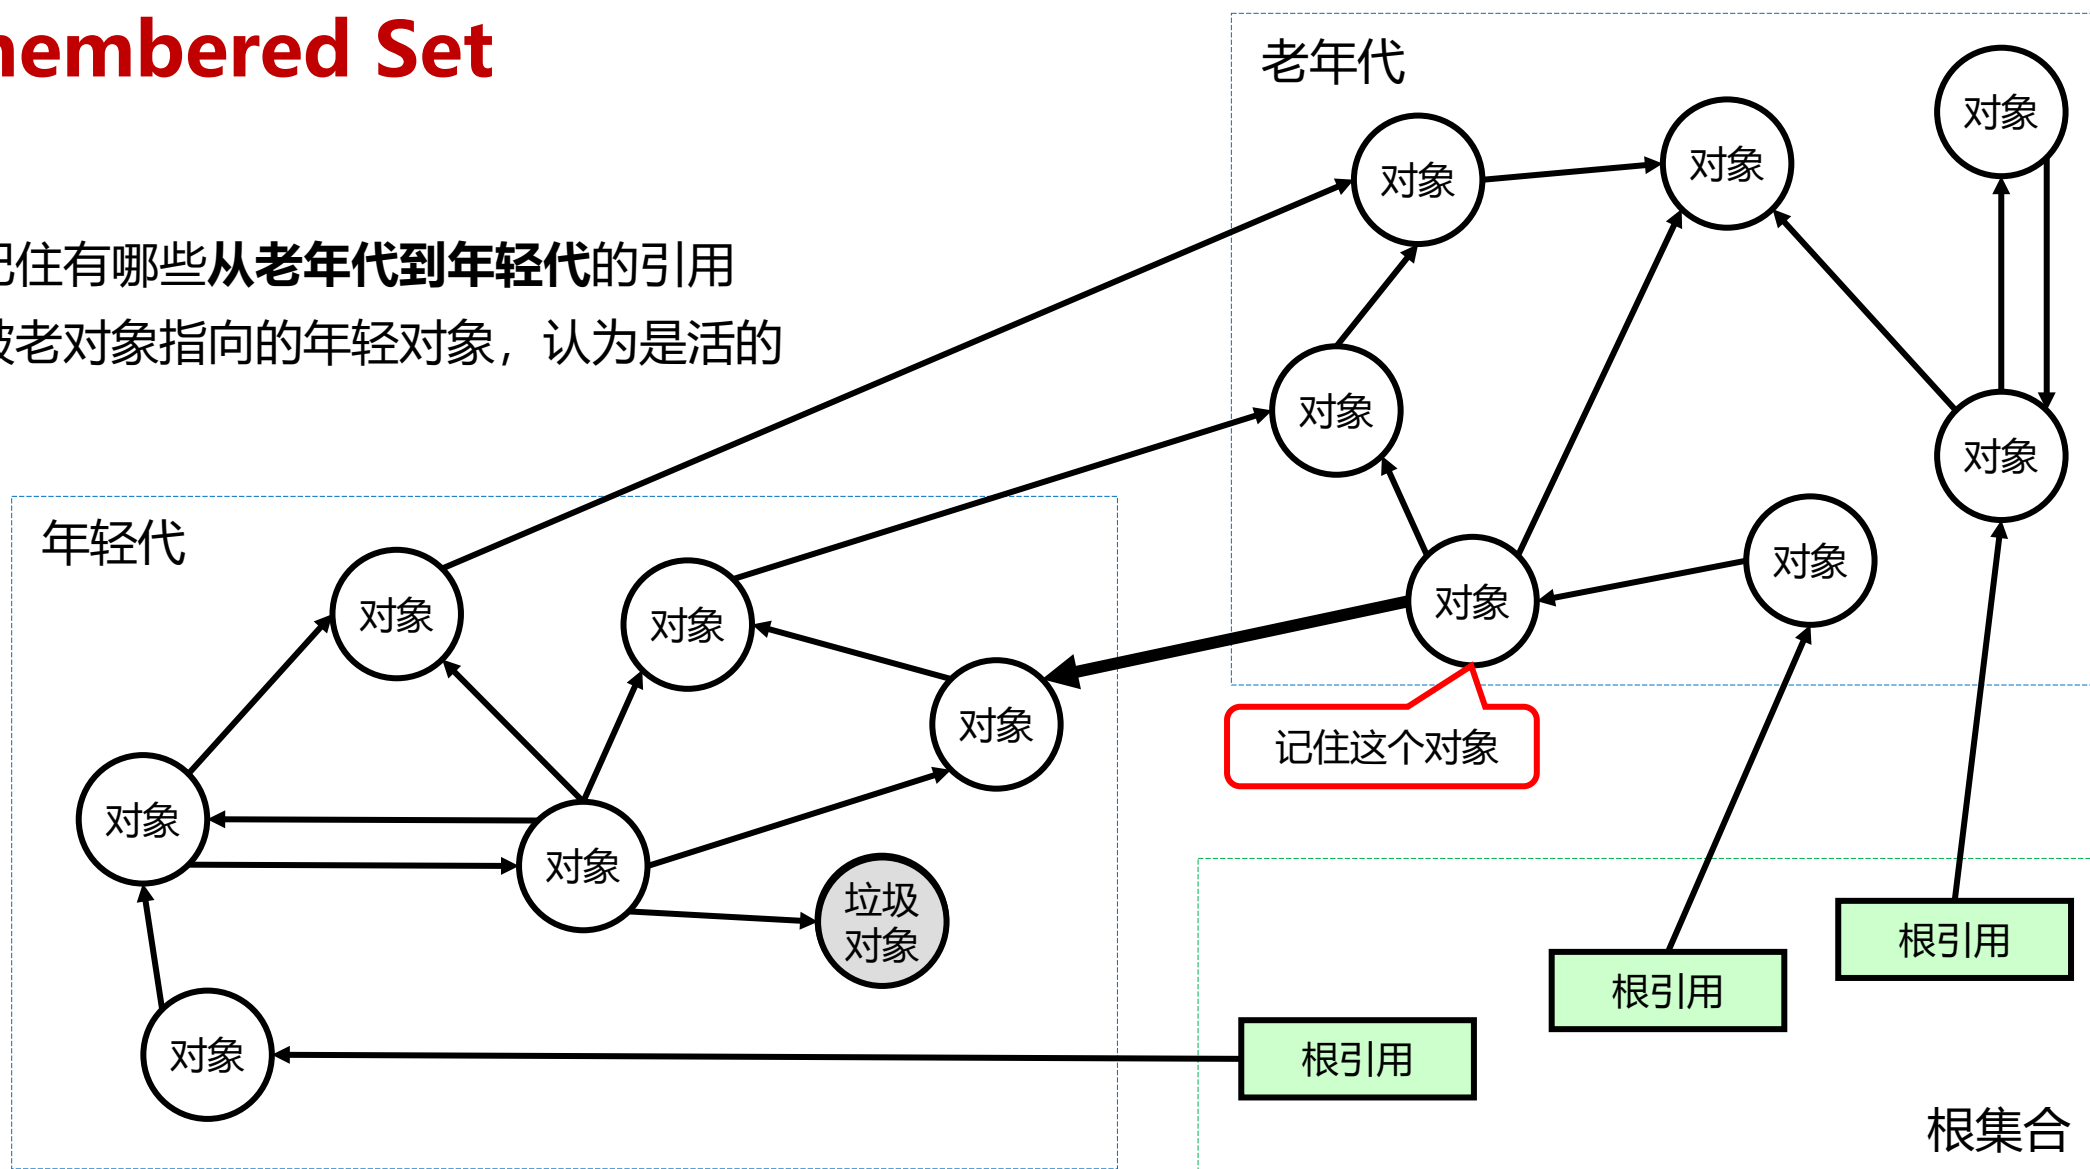 membered Set
记住有哪些从老年代到年轻代的引用
被老对象指向的年轻对象，认为是活的
老年代
对象
对象
对象
对象
对象
对象
对象
记住这个对象
年轻代
对象
对象
对象
对象
对象
垃圾
对象
对象
根引用
根引用
根引用
根集合